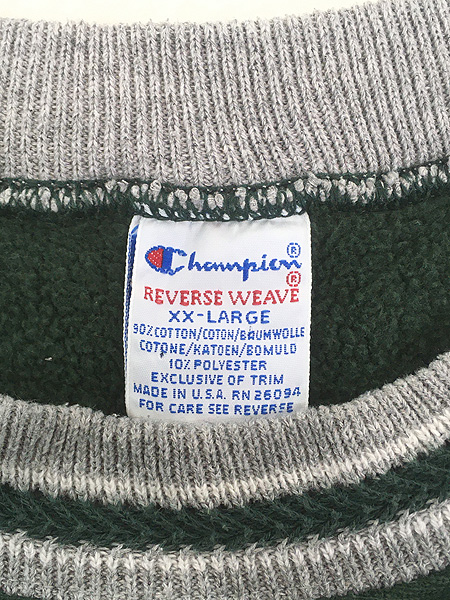 Champion®
REVERSE WEAVE®
XX-LARGE
90% COTTON/COTON/BAUMWOLLE
COTONE/KATOEN/BOMULD
10% POLYESTER
EXCLUSIVE OF TRIM
MADE IN U.S.A. RN 26094
FOR CARE SEE REVERSE